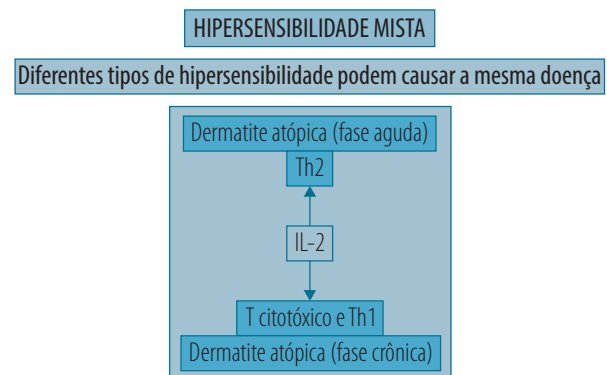 HIPERSENSIBILIDADE MISTA
Diferentes tipos de hipersensibilidade podem causar a mesma doença
Dermatite atópica (fase aguda)
Th2
IL-2
T citotóxico e Th1
Dermatite atópica (fase crônica)